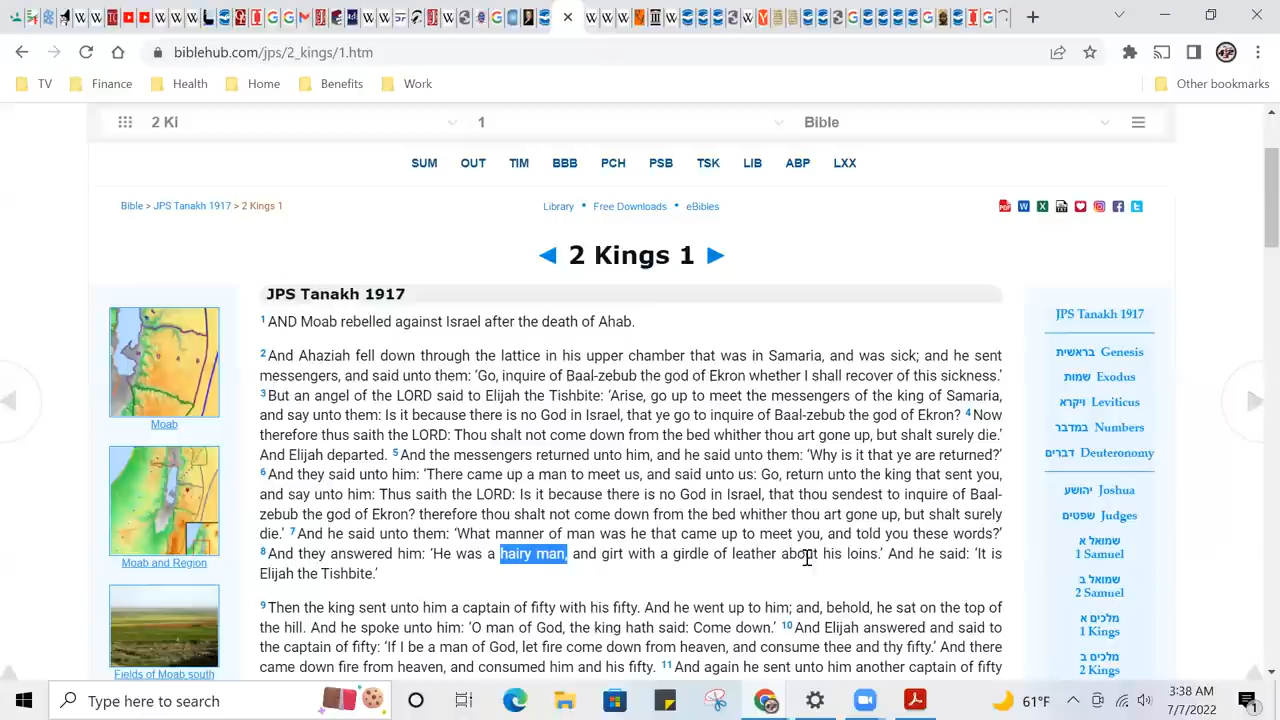 biblehub.com/jps/2_kings/1.htm
TV Finance Health Home Benefits Work Other bookmarks
2 Ki 1 Bible
SUM OUT TIM BBB PCH PSB TSK LIB ABP LXX
Bible > JPS Tanakh 1917 > 2 Kings 1 Library • Free Downloads • eBibles
◄ 2 Kings 1 ►
JPS Tanakh 1917
1AND Moab rebelled against Israel after the death of Ahab.
2And Ahaziah fell down through the lattice in his upper chamber that was in Samaria, and was sick; and he sent
messengers, and said unto them: ‘Go, inquire of Baal-zebub the god of Ekron whether I shall recover of this sickness.’
3But an angel of the LORD said to Elijah the Tishbite: ‘Arise, go up to meet the messengers of the king of Samaria,
and say unto them: Is it because there is no God in Israel, that ye go to inquire of Baal-zebub the god of Ekron? 4Now
therefore thus saith the LORD: Thou shalt not come down from the bed whither thou art gone up, but shalt surely die.’
And Elijah departed. 5And the messengers returned unto him, and he said unto them: ‘Why is it that ye are returned?’
6And they said unto him: ‘There came up a man to meet us, and said unto us: Go, return unto the king that sent you,
and say unto him: Thus saith the LORD: Is it because there is no God in Israel, that thou sendest to inquire of Baal-
zebub the god of Ekron? therefore thou shalt not come down from the bed whither thou art gone up, but shalt surely
die.’ 7And he said unto them: ‘What manner of man was he that came up to meet you, and told you these words?’
8And they answered him: ‘He was a hairy man, and girt with a girdle of leather about his loins.’ And he said: ‘It is
Elijah the Tishbite.’
9Then the king sent unto him a captain of fifty with his fifty. And he went up to him; and, behold, he sat on the top of
the hill. And he spoke unto him: ‘O man of God, the king hath said: Come down.’ 10And Elijah answered and said to
the captain of fifty: ‘If I be a man of God, let fire come down from heaven, and consume thee and thy fifty.’ And there
came down fire from heaven, and consumed him and his fifty. 11And again he sent unto him another captain of fifty
Moab
Moab and Region
Fields of Moab south
JPS Tanakh 1917
בראשית Genesis
שמות Exodus
ויקרא Leviticus
במדבר Numbers
דברים Deuteronomy
יהושע Joshua
שפטים Judges
שמואל א
1 Samuel
שמואל ב
2 Samuel
מלכים א
1 Kings
מלכים ב
2 Kings
Type here to search
61°F
3:38 AM
7/7/2022
1